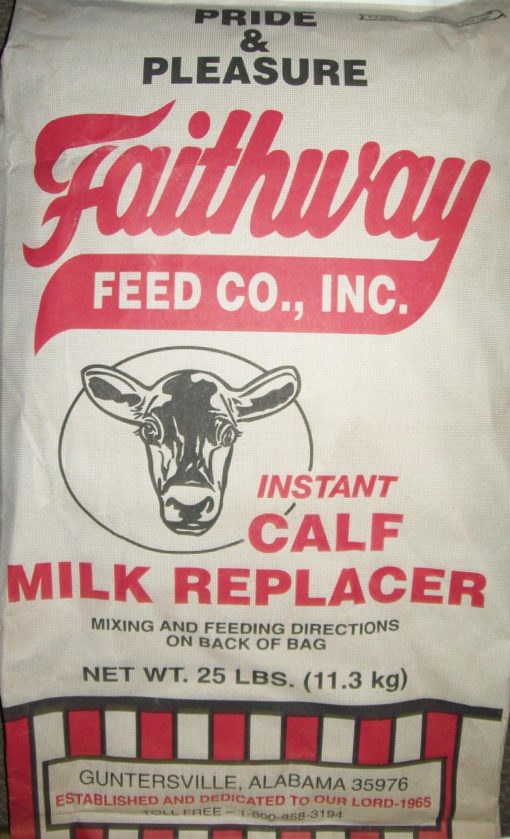 PRIDE
&
PLEASURE
Faithway
FEED CO., INC.
INSTANT
CALF
MILK REPLACER
MIXING AND FEEDING DIRECTIONS
ON BACK OF BAG
NET WT. 25 LBS. (11.3 kg)
GUNTERSVILLE, ALABAMA 35976
ESTABLISHED AND DEDICATED TO OUR LORD-1965
TOLL FREE – 1-800-858-3194